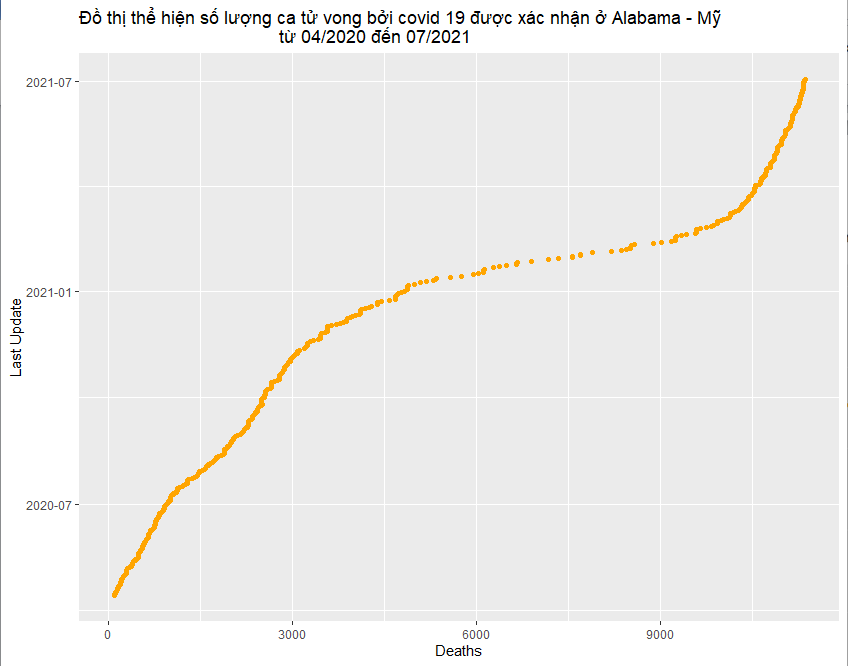 Đồ thị thể hiện số lượng ca tử vong bởi covid 19 được xác nhận ở Alabama - Mỹ
từ 04/2020 đến 07/2021
2021-07
2021-01
2020-07
Last Update
0 3000 6000 9000
Deaths